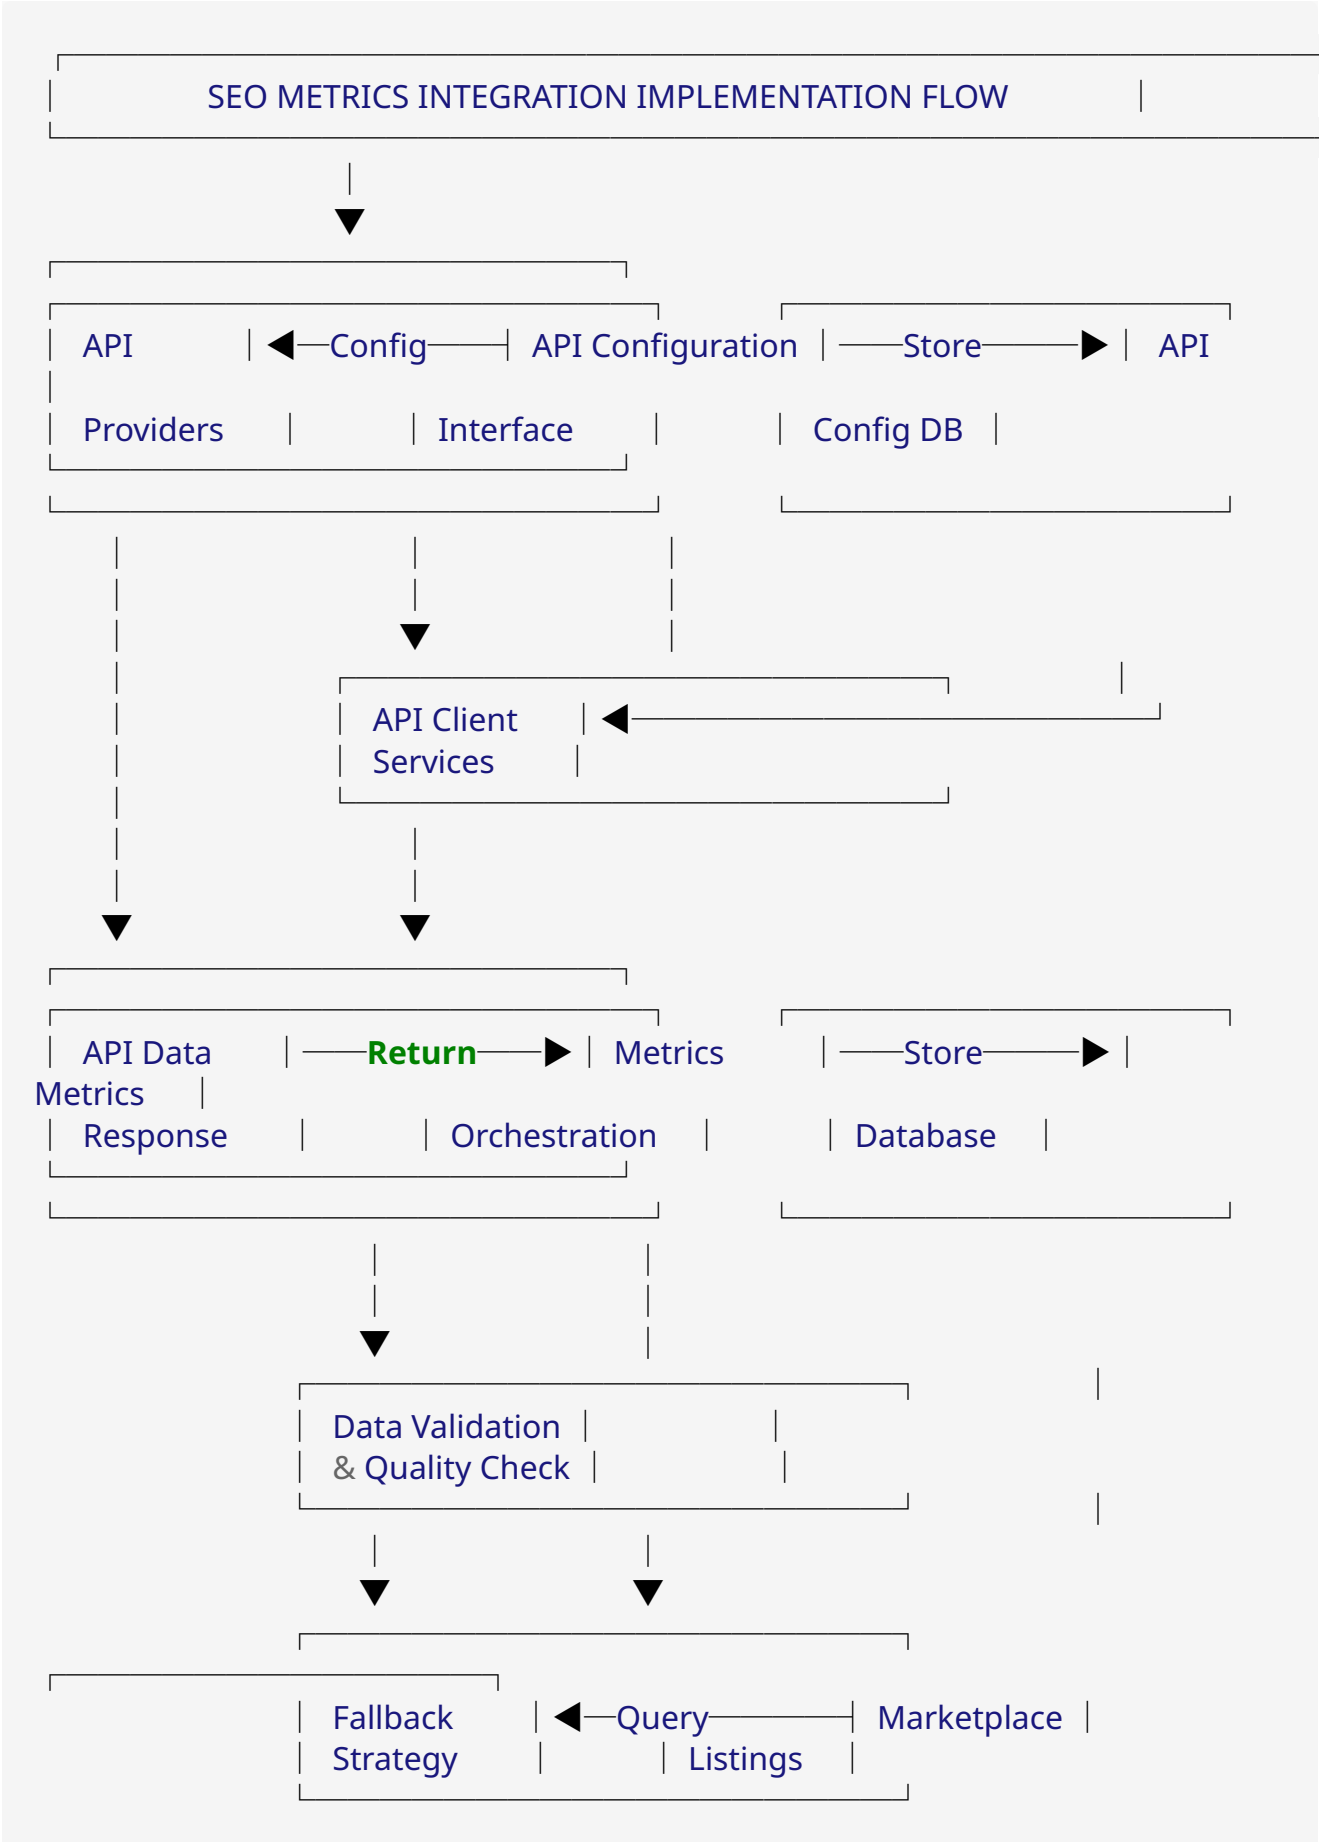 SEO METRICS INTEGRATION IMPLEMENTATION FLOW
API Config API Configuration Store API
Providers Interface Config DB
API Client
Services
API Data Return Metrics Store
Metrics
Response Orchestration Database
Data Validation
& Quality Check
Fallback Query Marketplace
Strategy Listings